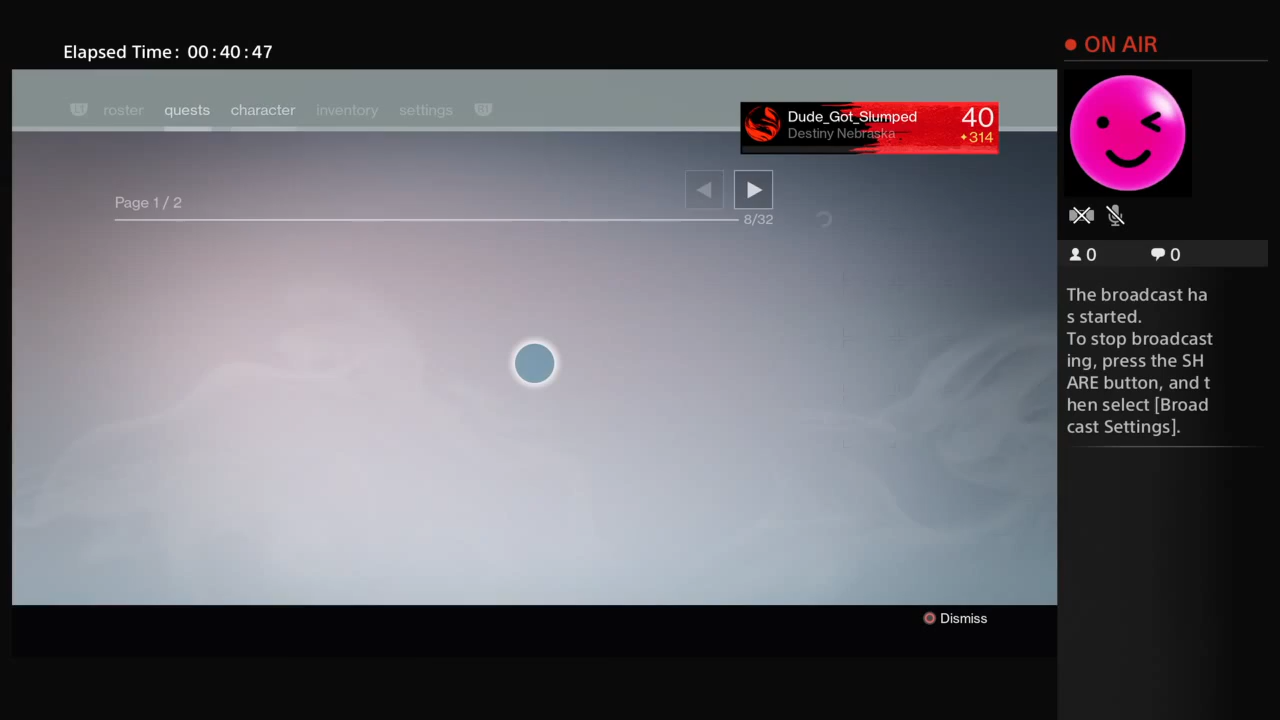 Elapsed Time: 00:40:47
ON AIR
L1 roster quests character inventory settings R1
Dude_Got_Slumped 40
Destiny Nebraska +314
Page 1 / 2
8/32
0 0
The broadcast ha
s started.
To stop broadcast
ing, press the SH
ARE button, and t
hen select [Broad
cast Settings].
Dismiss